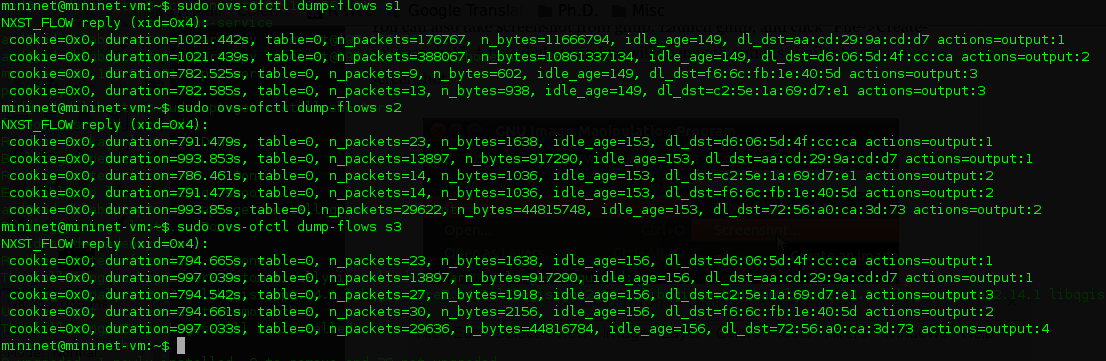 Google Translat Ph.D. Misc
mininet@mininet-vm:~$ sudo ovs-ofctl dump-flows s1
NXST_FLOW reply (xid=0x4):
cookie=0x0, duration=1021.442s, table=0, n_packets=176767, n_bytes=11666794, idle_age=149, dl_dst=aa:cd:29:9a:cd:d7 actions=output:1
cookie=0x0, duration=1021.439s, table=0, n_packets=388067, n_bytes=10861337134, idle_age=149, dl_dst=d6:06:5d:4f:cc:ca actions=output:2
cookie=0x0, duration=782.525s, table=0, n_packets=9, n_bytes=602, idle_age=149, dl_dst=f6:6c:fb:1e:40:5d actions=output:3
cookie=0x0, duration=782.585s, table=0, n_packets=13, n_bytes=938, idle_age=149, dl_dst=c2:5e:1a:69:d7:e1 actions=output:3
mininet@mininet-vm:~$ sudo ovs-ofctl dump-flows s2
NXST_FLOW reply (xid=0x4):
cookie=0x0, duration=791.479s, table=0, n_packets=23, n_bytes=1638, idle_age=153, dl_dst=d6:06:5d:4f:cc:ca actions=output:1
cookie=0x0, duration=993.853s, table=0, n_packets=13897, n_bytes=917290, idle_age=153, dl_dst=aa:cd:29:9a:cd:d7 actions=output:1
cookie=0x0, duration=786.461s, table=0, n_packets=14, n_bytes=1036, idle_age=153, dl_dst=c2:5e:1a:69:d7:e1 actions=output:2
cookie=0x0, duration=791.477s, table=0, n_packets=14, n_bytes=1036, idle_age=153, dl_dst=f6:6c:fb:1e:40:5d actions=output:2
cookie=0x0, duration=993.85s, table=0, n_packets=29622, n_bytes=44815748, idle_age=153, dl_dst=72:56:a0:ca:3d:73 actions=output:2
mininet@mininet-vm:~$ sudo ovs-ofctl dump-flows s3
Open... Screenshot...
NXST_FLOW reply (xid=0x4):
cookie=0x0, duration=794.665s, table=0, n_packets=23, n_bytes=1638, idle_age=156, dl_dst=d6:06:5d:4f:cc:ca actions=output:1
cookie=0x0, duration=997.039s, table=0, n_packets=13897, n_bytes=917290, idle_age=156, dl_dst=aa:cd:29:9a:cd:d7 actions=output:1
cookie=0x0, duration=794.542s, table=0, n_packets=27, n_bytes=1918, idle_age=156, dl_dst=c2:5e:1a:69:d7:e1 actions=output:3
cookie=0x0, duration=794.661s, table=0, n_packets=30, n_bytes=2156, idle_age=156, dl_dst=f6:6c:fb:1e:40:5d actions=output:2
cookie=0x0, duration=997.033s, table=0, n_packets=29636, n_bytes=44816784, idle_age=156, dl_dst=72:56:a0:ca:3d:73 actions=output:4
mininet@mininet-vm:~$